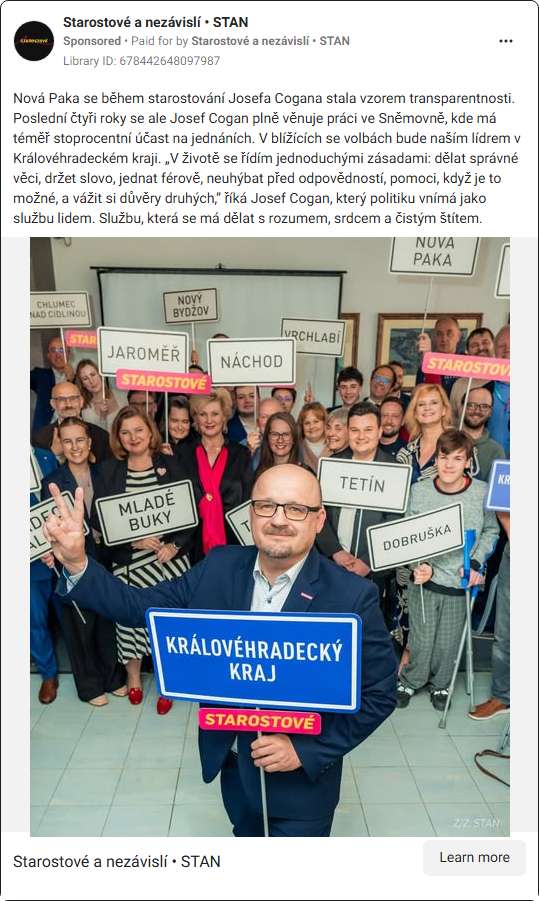 Starostové a nezávislí • STAN
Sponsored • Paid for by Starostové a nezávislí • STAN
Library ID: 678442648097987
Nová Paka se během starostování Josefa Cogana stala vzorem transparentnosti.
Poslední čtyři roky se ale Josef Cogan plně věnuje práci ve Sněmovně, kde má
téměř stoprocentní účast na jednáních. V blížících se volbách bude naším lídrem v
Královéhradeckém kraji. „V životě se řídím jednoduchými zásadami: dělat správné
věci, držet slovo, jednat férově, neuhýbat před odpovědností, pomoci, když je to
možné, a vážit si důvěry druhých,“ říká Josef Cogan, který politiku vnímá jako
službu lidem. Službu, která se má dělat s rozumem, srdcem a čistým štítem.
NOVÁ
PAKA
CHLUMEC
NAD CIDLINOU
NOVÝ
BYDŽOV
STAR
JAROMĚŘ
NÁCHOD
VRCHLABÍ
STAROSTOVÉ
STAROSTOV
MLADÉ
BUKY
TETÍN
DOBRUŠKA
KR
KRÁLOVÉHRADECKÝ
KRAJ
STAROSTOVÉ
Starostové a nezávislí • STAN
Learn more